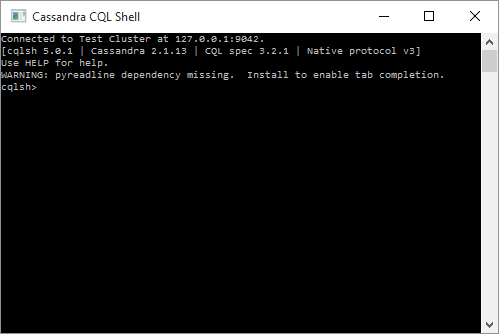 Cassandra CQL Shell
Connected to Test Cluster at 127.0.0.1:9042.
[cqlsh 5.0.1 | Cassandra 2.1.13 | CQL spec 3.2.1 | Native protocol v3]
Use HELP for help.
WARNING: pyreadline dependency missing.  Install to enable tab completion.
cqlsh>